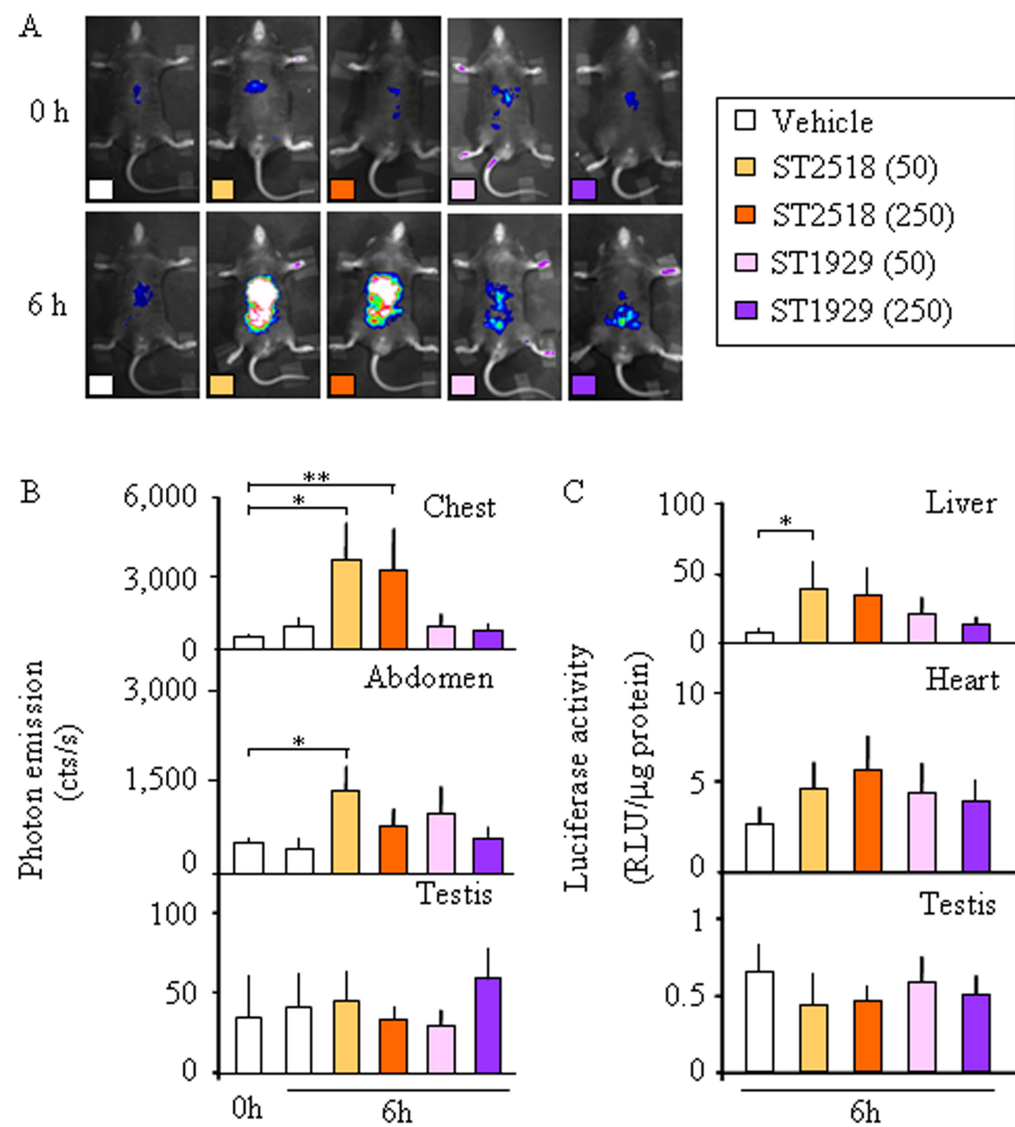 A
0 h
6 h
Vehicle
ST2518 (50)
ST2518 (250)
ST1929 (50)
ST1929 (250)
B
Photon emission
(cts/s)
**
*
Chest
6,000
3,000
0
Abdomen
*
3,000
1,500
0
Testis
100
50
0
0h
6h
C
Luciferase activity
(RLU/µg protein)
Liver
*
100
50
0
Heart
10
5
0
Testis
1
0.5
0
6h